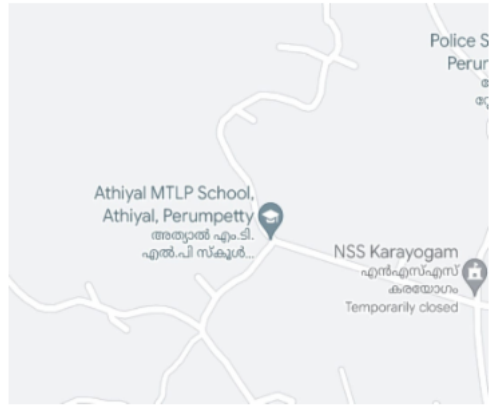 Police S
Perur
Athiyal MTLP School,
Athiyal, Perumpetty
അത്യാൽ എം.ടി.
എൽ.പി സ്കൂൾ...
NSS Karayogam
എൻഎസ്എസ്
കരയോഗം
Temporarily closed